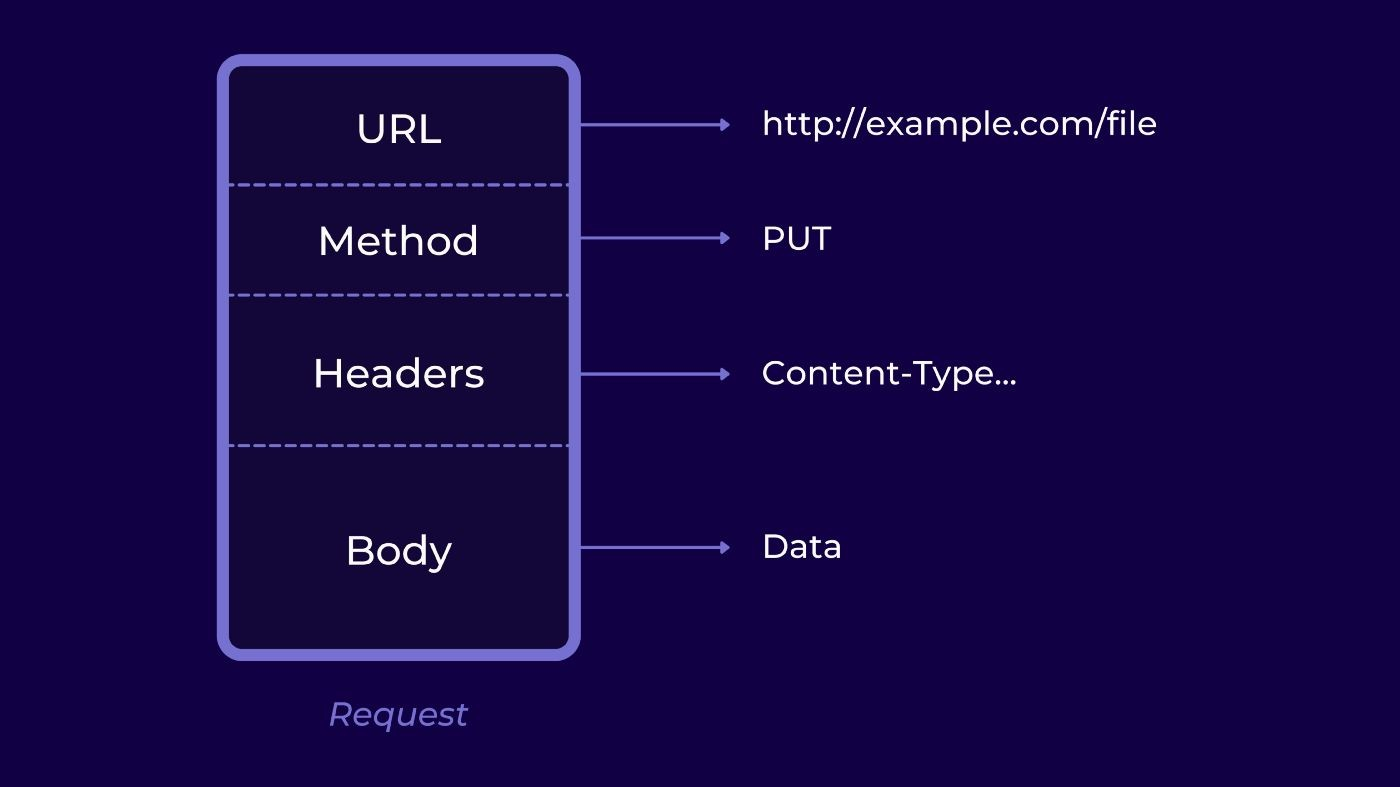 URL
http://example.com/file
Method
PUT
Headers
Content-Type...
Body
Data
Request